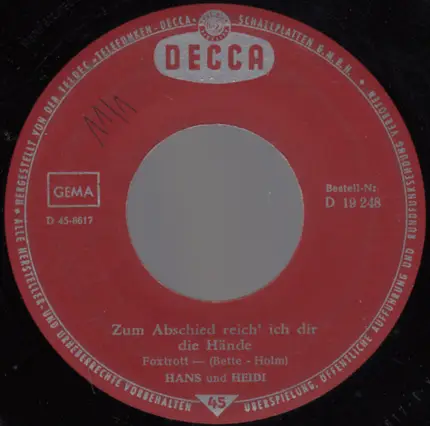 HERGESTELLT VON DER TELDEC »TELEFUNKEN-DECCA« SCHALLPLATTEN G.M.B.H.
DECCA
GEMA
D 45-8617
Bestell-Nr.
D 19 248
Zum Abschied reich' ich dir
die Hände
Foxtrott — (Bette - Holm)
HANS und HEIDI
45
ALLE HERSTELLER- UND URHEBERRECHTE VORBEHALTEN
ÜBERSPIELUNG, ÖFFENTLICHE AUFFÜHRUNG UND RUNDFUNKSENDUNG VERBOTEN